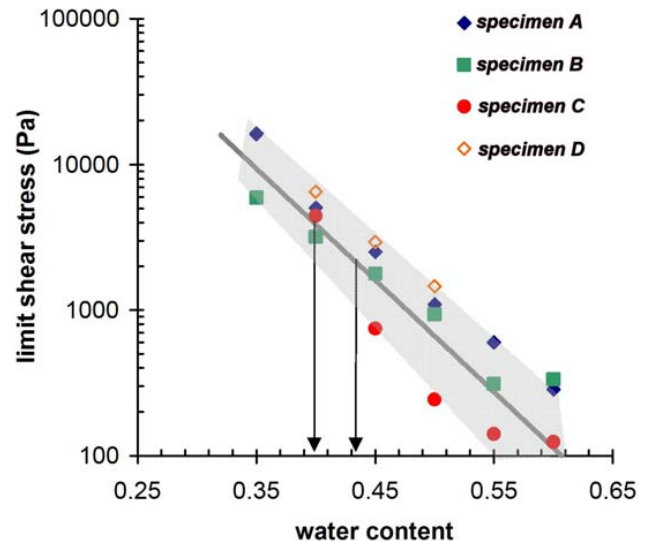 100000
10000
1000
100
limit shear stress (Pa)
specimen A
specimen B
specimen C
specimen D
0.25 0.35 0.45 0.55 0.65
water content